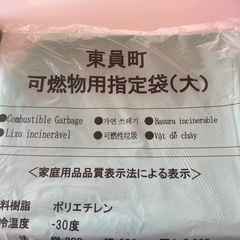 東員町
可燃物用指定袋(大)
●Combustible Garbage ●가연 쓰레기 ●Basura incinerable
●Lixo incinerável ●可燃性垃圾 ●Vật dễ cháy
<家庭用品品質表示法による表示>
料樹脂 ポリエチレン
冷温度 -30度